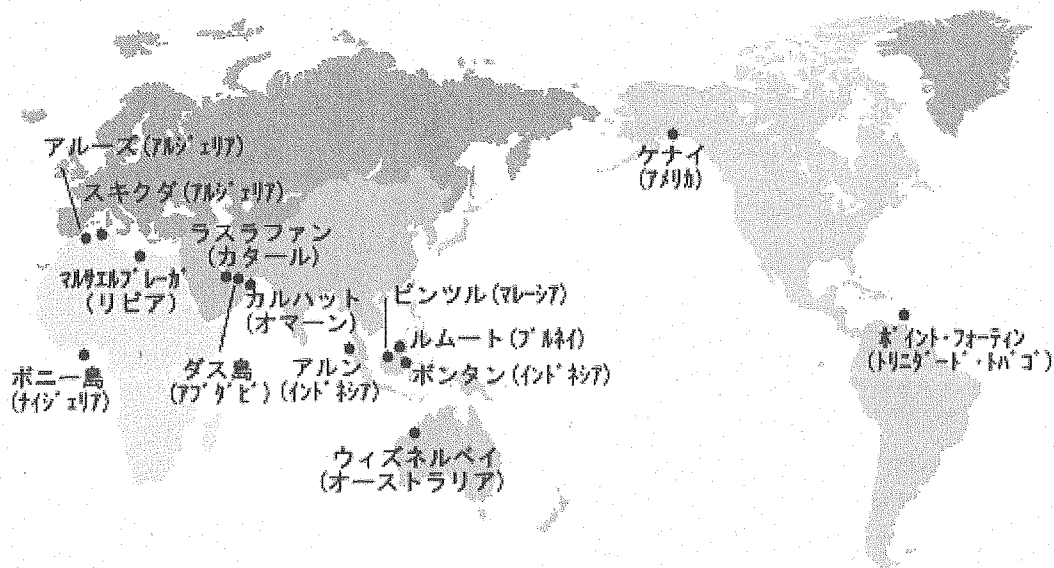 アルーズ(ｱﾙｼﾞｪﾘｱ)
スキクダ(ｱﾙｼﾞｪﾘｱ)
ラスラファン
(カタール)
マルサエルブレーガ
(リビア)
カルハット
(オマーン)
ビンツル(ﾏﾚｰｼｱ)
ルムート(ﾌﾞﾙﾈｲ)
ボンタン(ｲﾝﾄﾞﾈｼｱ)
ボニー島
(ﾅｲｼﾞｪﾘｱ)
ダス島
(ｱﾌﾞﾀﾞﾋﾞ)
アルン
(ｲﾝﾄﾞﾈｼｱ)
ウィズネルベイ
(オーストラリア)
ケナイ
(ｱﾒﾘｶ)
ﾎﾟｲﾝﾄ・ﾌｫｰﾃｨﾝ
(ﾄﾘﾆﾀﾞｰﾄﾞ・ﾄﾊﾞｺﾞ)